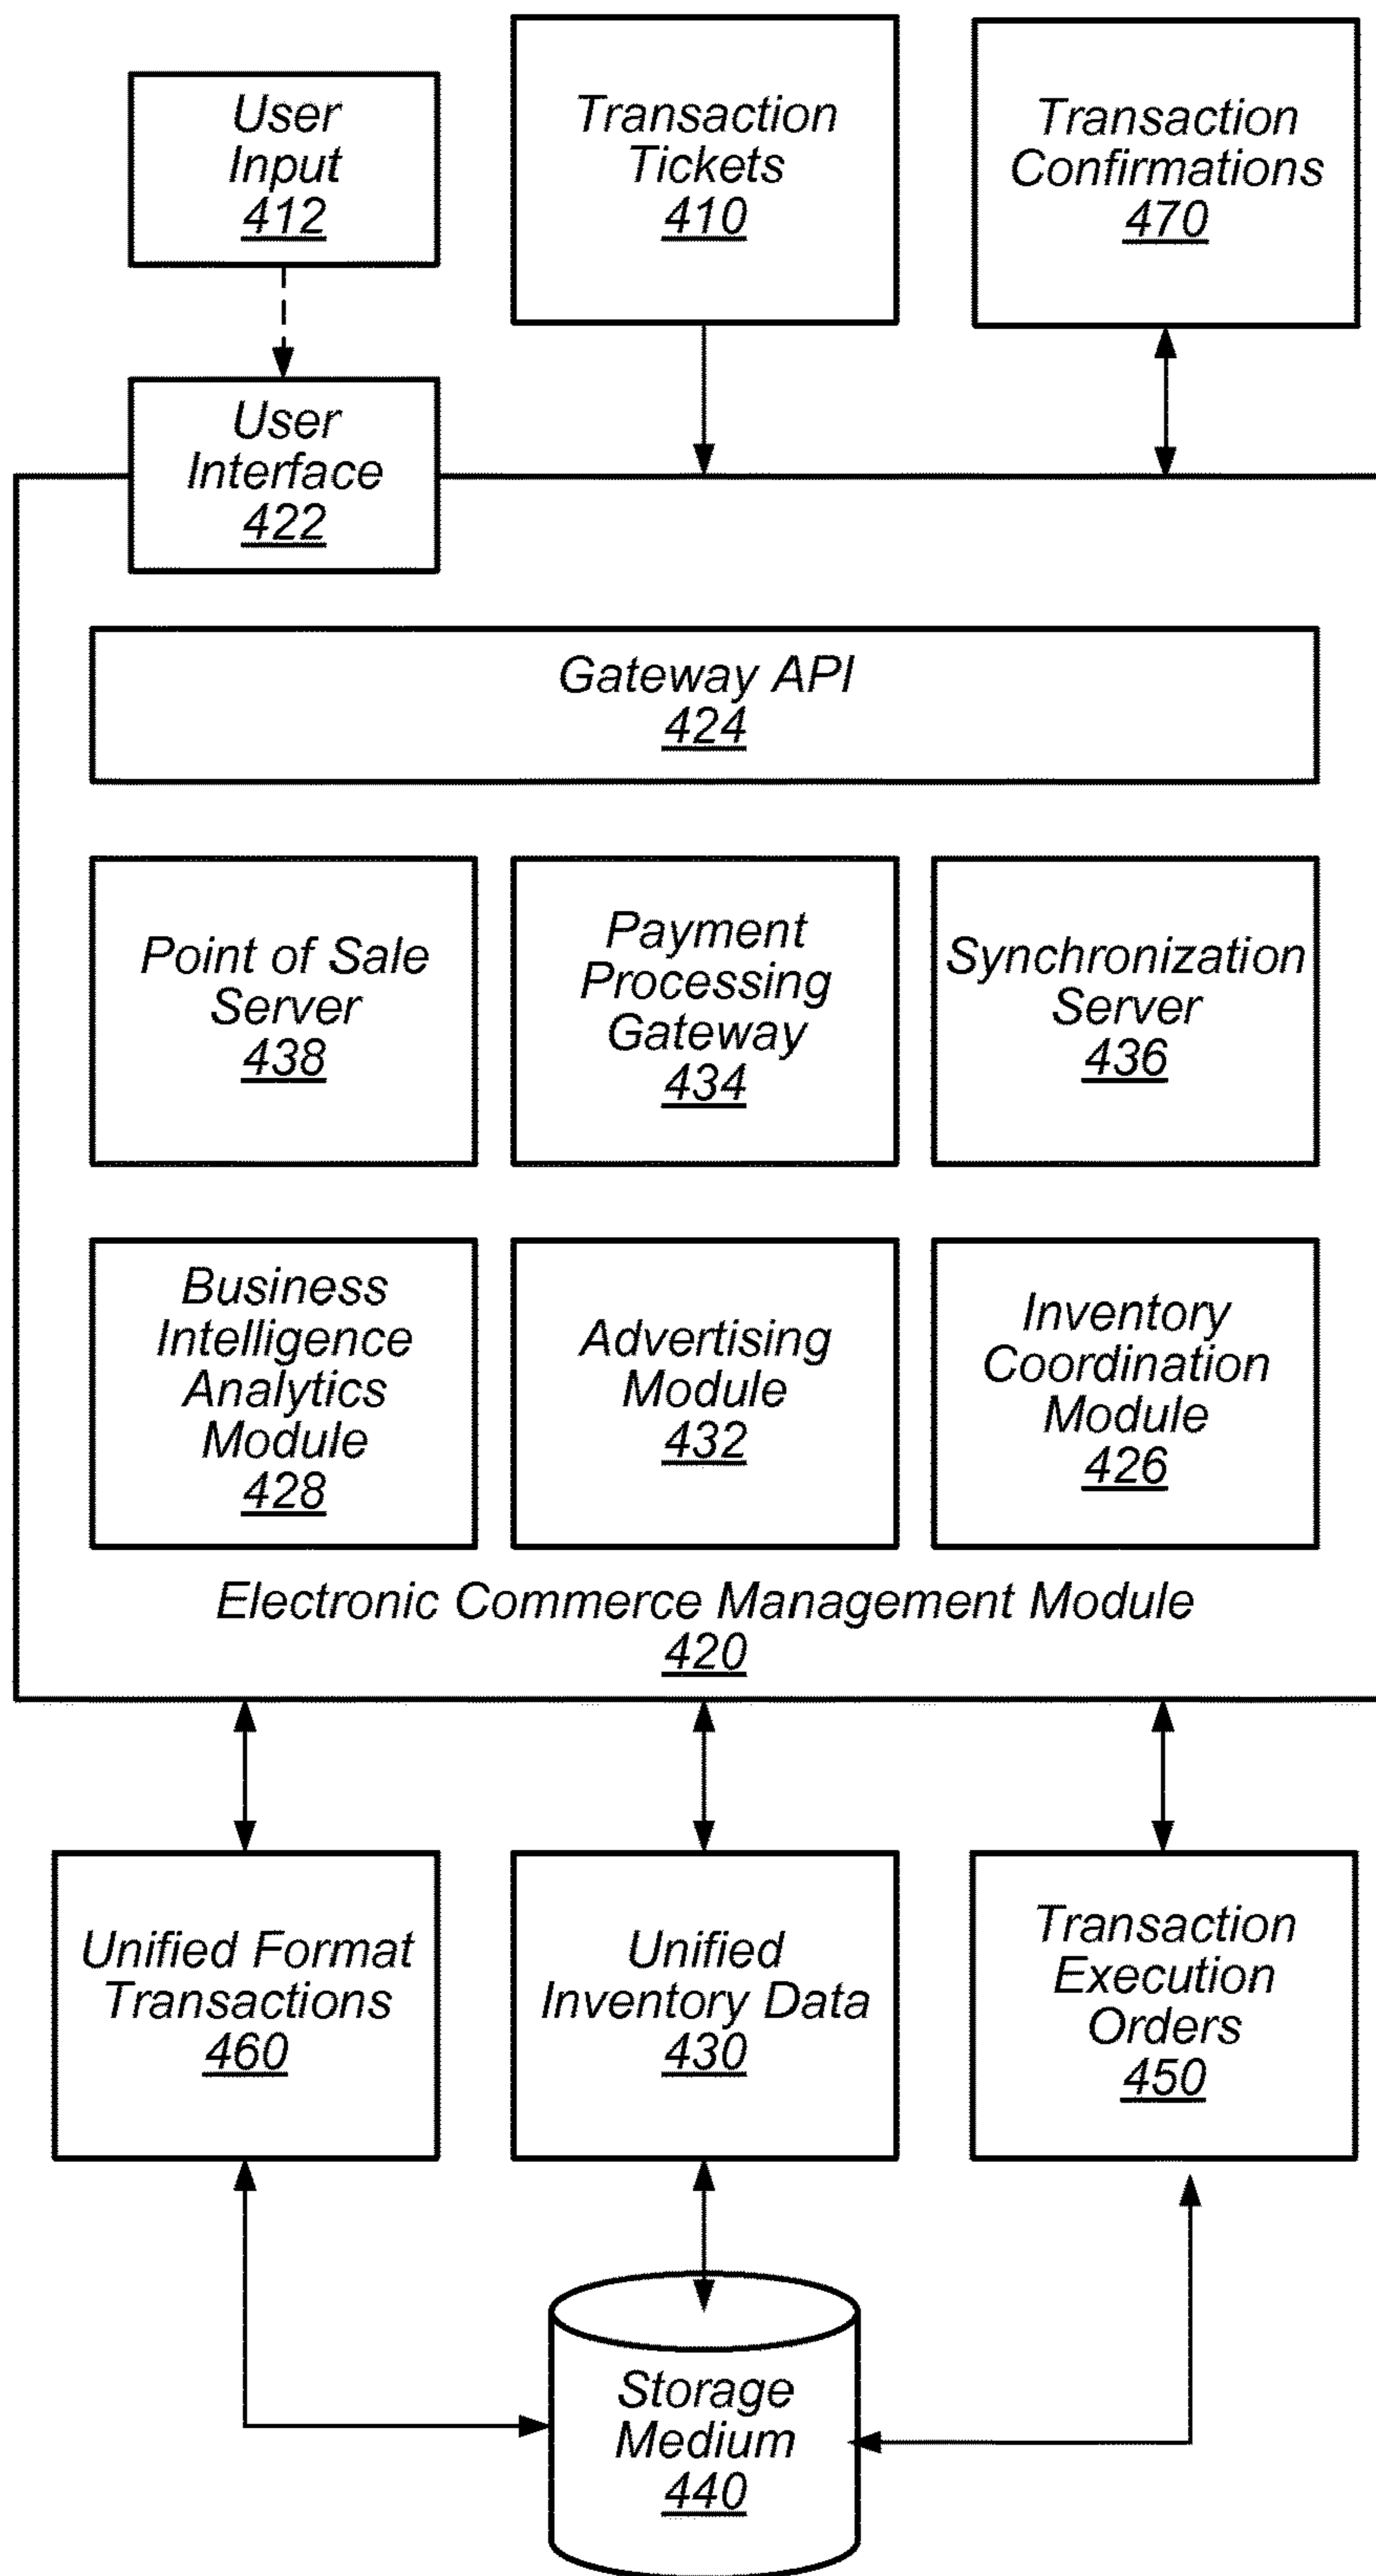 User
Input
412
Transaction
Tickets
410
Transaction
Confirmations
470
User
Interface
422
Gateway API
424
Point of Sale
Server
438
Payment
Processing
Gateway
434
Synchronization
Server
436
Business
Intelligence
Analytics
Module
428
Advertising
Module
432
Inventory
Coordination
Module
426
Electronic Commerce Management Module
420
Unified Format
Transactions
460
Unified
Inventory Data
430
Transaction
Execution
Orders
450
Storage
Medium
440